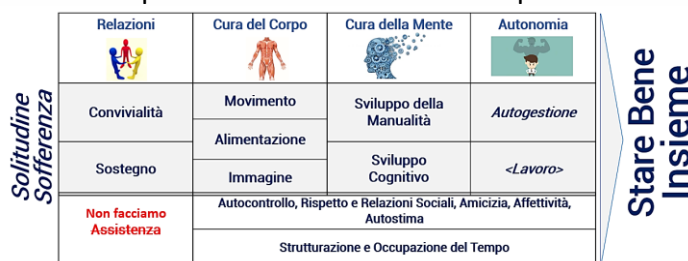 Relazioni
Cura del Corpo
Cura della Mente
Autonomia
Solitudine
Sofferenza
Convivialità
Sostegno
Movimento
Alimentazione
Immagine
Sviluppo della
Manualità
Sviluppo
Cognitivo
Autogestione
<Lavoro>
Non facciamo
Assistenza
Autocontrollo, Rispetto e Relazioni Sociali, Amicizia, Affettività,
Autostima
Strutturazione e Occupazione del Tempo
Stare Bene
Insieme